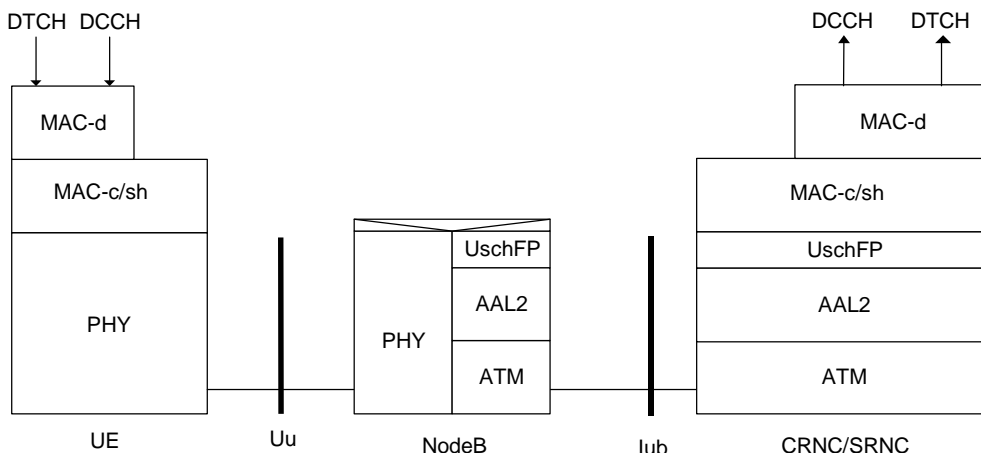 DTCH DCCH
DCCH DTCH
MAC-d
MAC-d
MAC-c/sh
MAC-c/sh
UschFP
UschFP
AAL2
AAL2
PHY
PHY
ATM
ATM
UE
Uu
NodeB
Iub
CRNC/SRNC